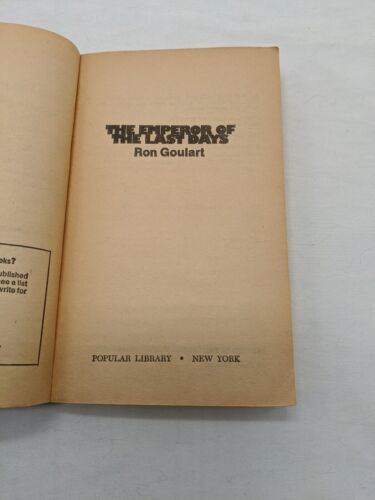 oks?
ublished
ee a list
write for
THE EMPEROR OF
THE LAST DAYS
Ron Goulart
POPULAR LIBRARY • NEW YORK